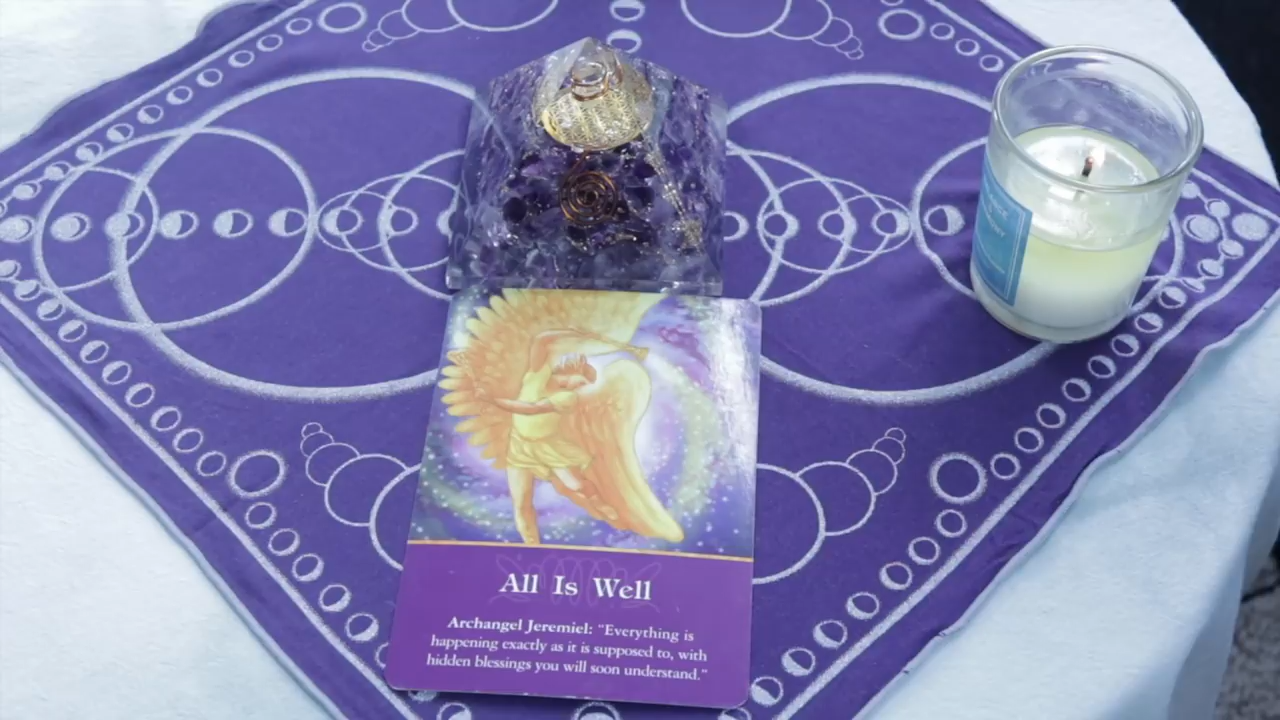 All Is Well
Archangel Jeremiel: “Everything is
happening exactly as it is supposed to, with
hidden blessings you will soon understand.”